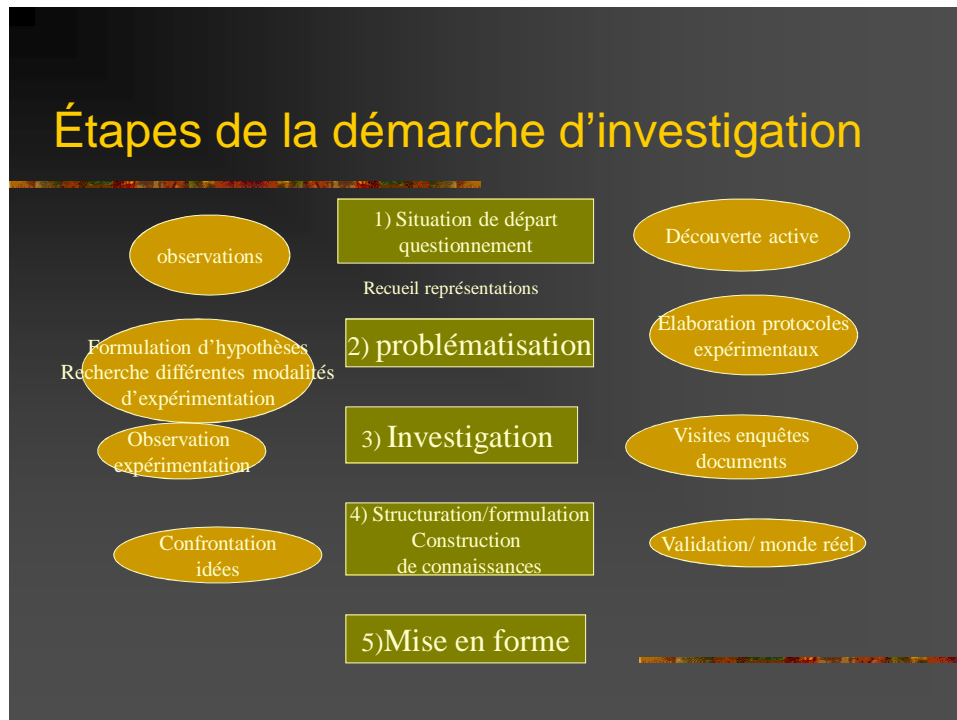 Étapes de la démarche d’investigation
observations
1) Situation de départ
questionnement
Découverte active
Recueil représentations
Formulation d’hypothèses
Recherche différentes modalités
d’expérimentation
2) problématisation
Elaboration protocoles
expérimentaux
Observation
expérimentation
3) Investigation
Visites enquêtes
documents
Confrontation
idées
4) Structuration/formulation
Construction
de connaissances
Validation/ monde réel
5)Mise en forme